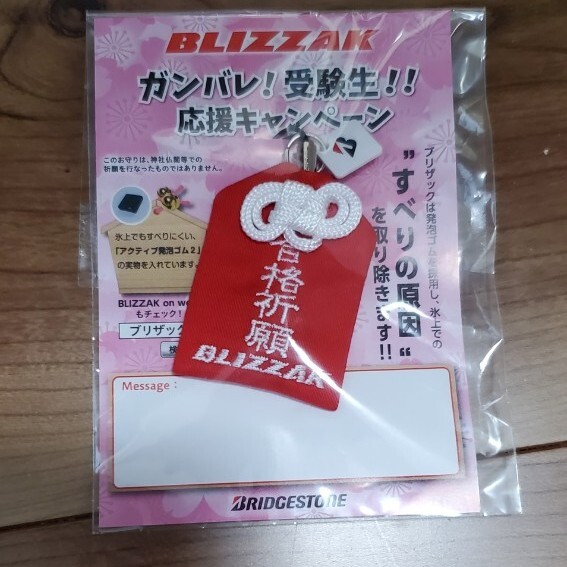 BLIZZAK
ガンバレ!受験生!!
応援キャンペーン
このお守りは、神社仏閣等での
祈願を行なったものではありません。
氷上でもすべりにくい、
「アクティブ発泡ゴム2」
の実物を入れています。
BLIZZAK on we
もチェック!
ブリザック
検
ブリザックは発泡ゴムを採用し、氷上での
"すべりの原因"
を取り除きます!!
合格祈願
BLIZZAK
Message:
BRIDGESTONE